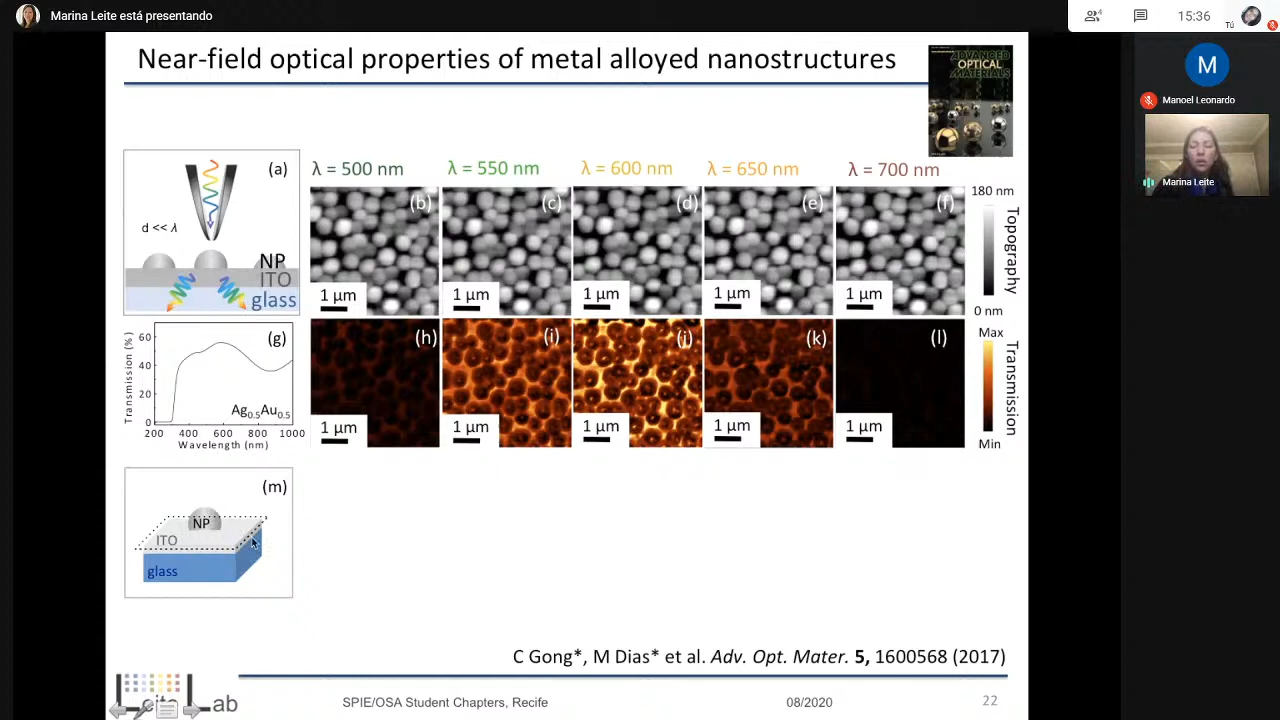 Marina Leite está presentando
4
15:36
Tú
Near-field optical properties of metal alloyed nanostructures
ADVANCED
OPTICAL
MATERIALS
M
Manoel Leonardo
Marina Leite
(a)
d << λ
NP
ITO
glass
λ = 500 nm
λ = 550 nm
λ = 600 nm
λ = 650 nm
λ = 700 nm
(b)
(c)
(d)
(e)
(f)
1 µm
1 µm
1 µm
1 µm
1 µm
180 nm
Topography
0 nm
(g)
Transmission (%)
60
40
20
0
Ag0.5Au0.5
200 400 600 800 1000
Wavelength (nm)
(h)
(i)
(j)
(k)
(l)
1 µm
1 µm
1 µm
1 µm
1 µm
Max
Transmission
Min
(m)
NP
ITO
glass
C Gong*, M Dias* et al. Adv. Opt. Mater. 5, 1600568 (2017)
SPIE/OSA Student Chapters, Recife
08/2020
22